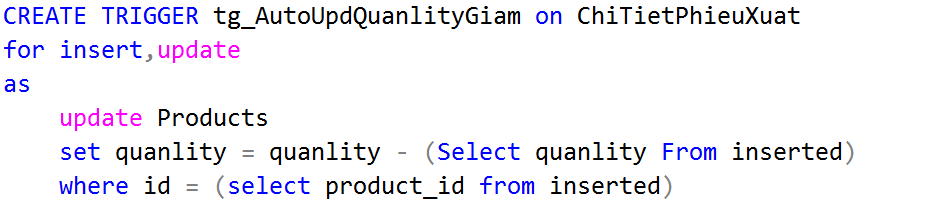 CREATE TRIGGER tg_AutoUpdQuanlityGiam on ChiTietPhieuXuat
for insert,update
as
update Products
set quanlity = quanlity - (Select quanlity From inserted)
where id = (select product_id from inserted)